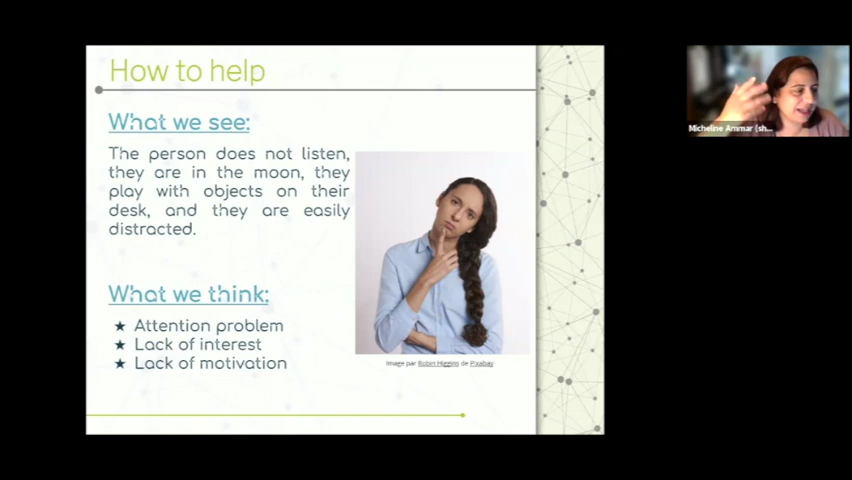 How to help
What we see:
The person does not listen,
they are in the moon, they
play with objects on their
desk, and they are easily
distracted.
What we think:
★ Attention problem
★ Lack of interest
★ Lack of motivation
Image par Robin Higgins de Pixabay
Micheline Ammar (sh...